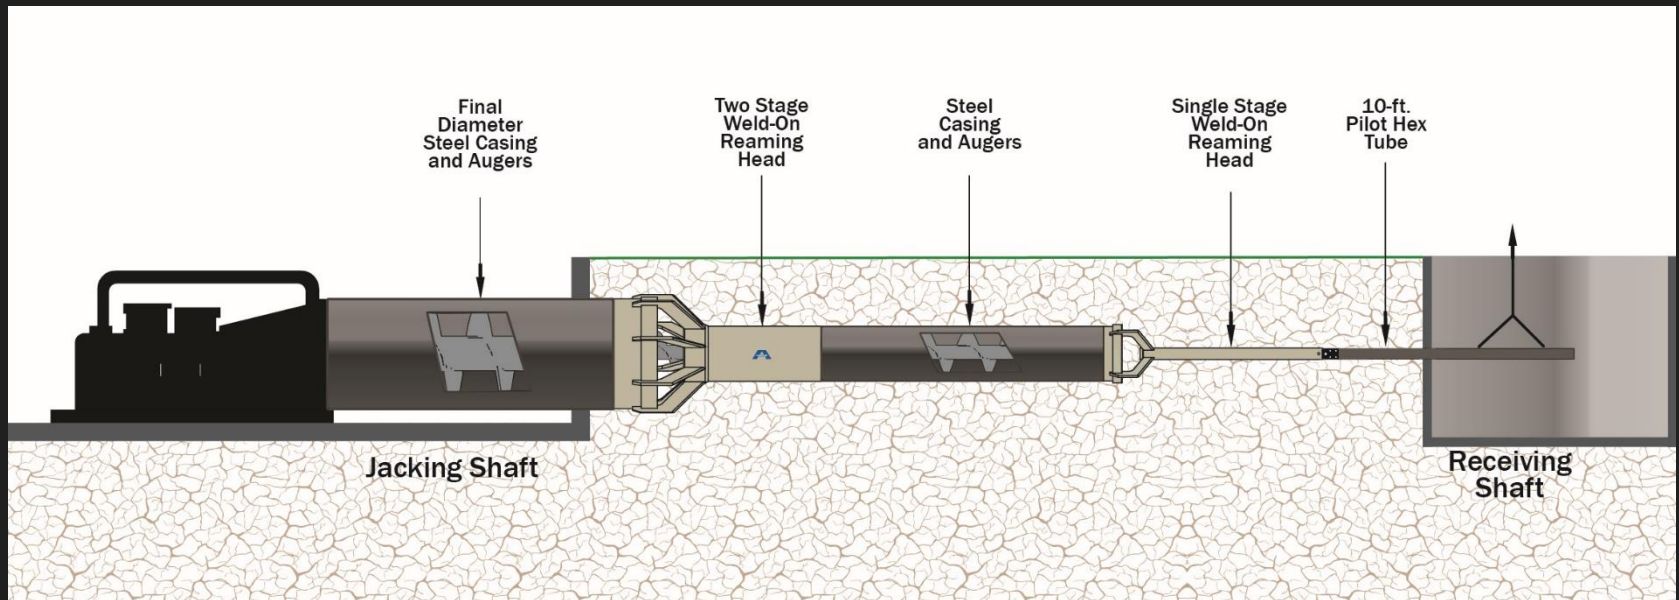 Final
Diameter
Steel Casing
and Augers
Two Stage
Weld-On
Reaming
Head
Steel
Casing
and Augers
Single Stage
Weld-On
Reaming
Head
10-ft.
Pilot Hex
Tube
Jacking Shaft
Receiving
Shaft